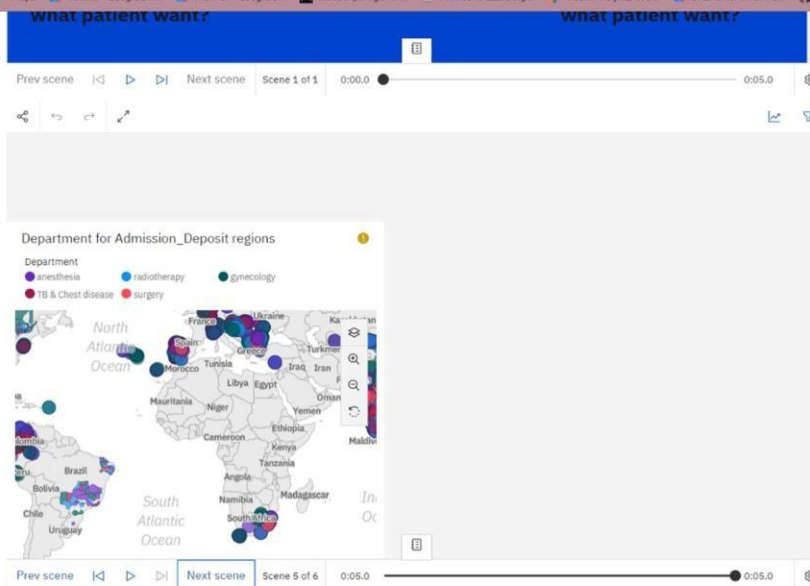 what patient want?
what patient want?
Prev scene Next scene Scene 1 of 1 0:00.0 0:05.0
Department for Admission_Deposit regions
Department
anesthesia radiotherapy gynecology
TB & Chest disease surgery
North
Atlantic
Ocean
France
Ukraine
Spain
Greece
Turkmen
Morocco
Tunisia
Iraq
Iran
Libya
Egypt
Oman
Mauritania
Niger
Yemen
Ethiopia
Cameroon
Maldiv
Kenya
Tanzania
Brazil
Angola
Bolivia
Namibia
Madagascar
Chile
South
Atlantic
Ocean
South Africa
Uruguay
Prev scene Next scene Scene 5 of 6 0:05.0 0:05.0